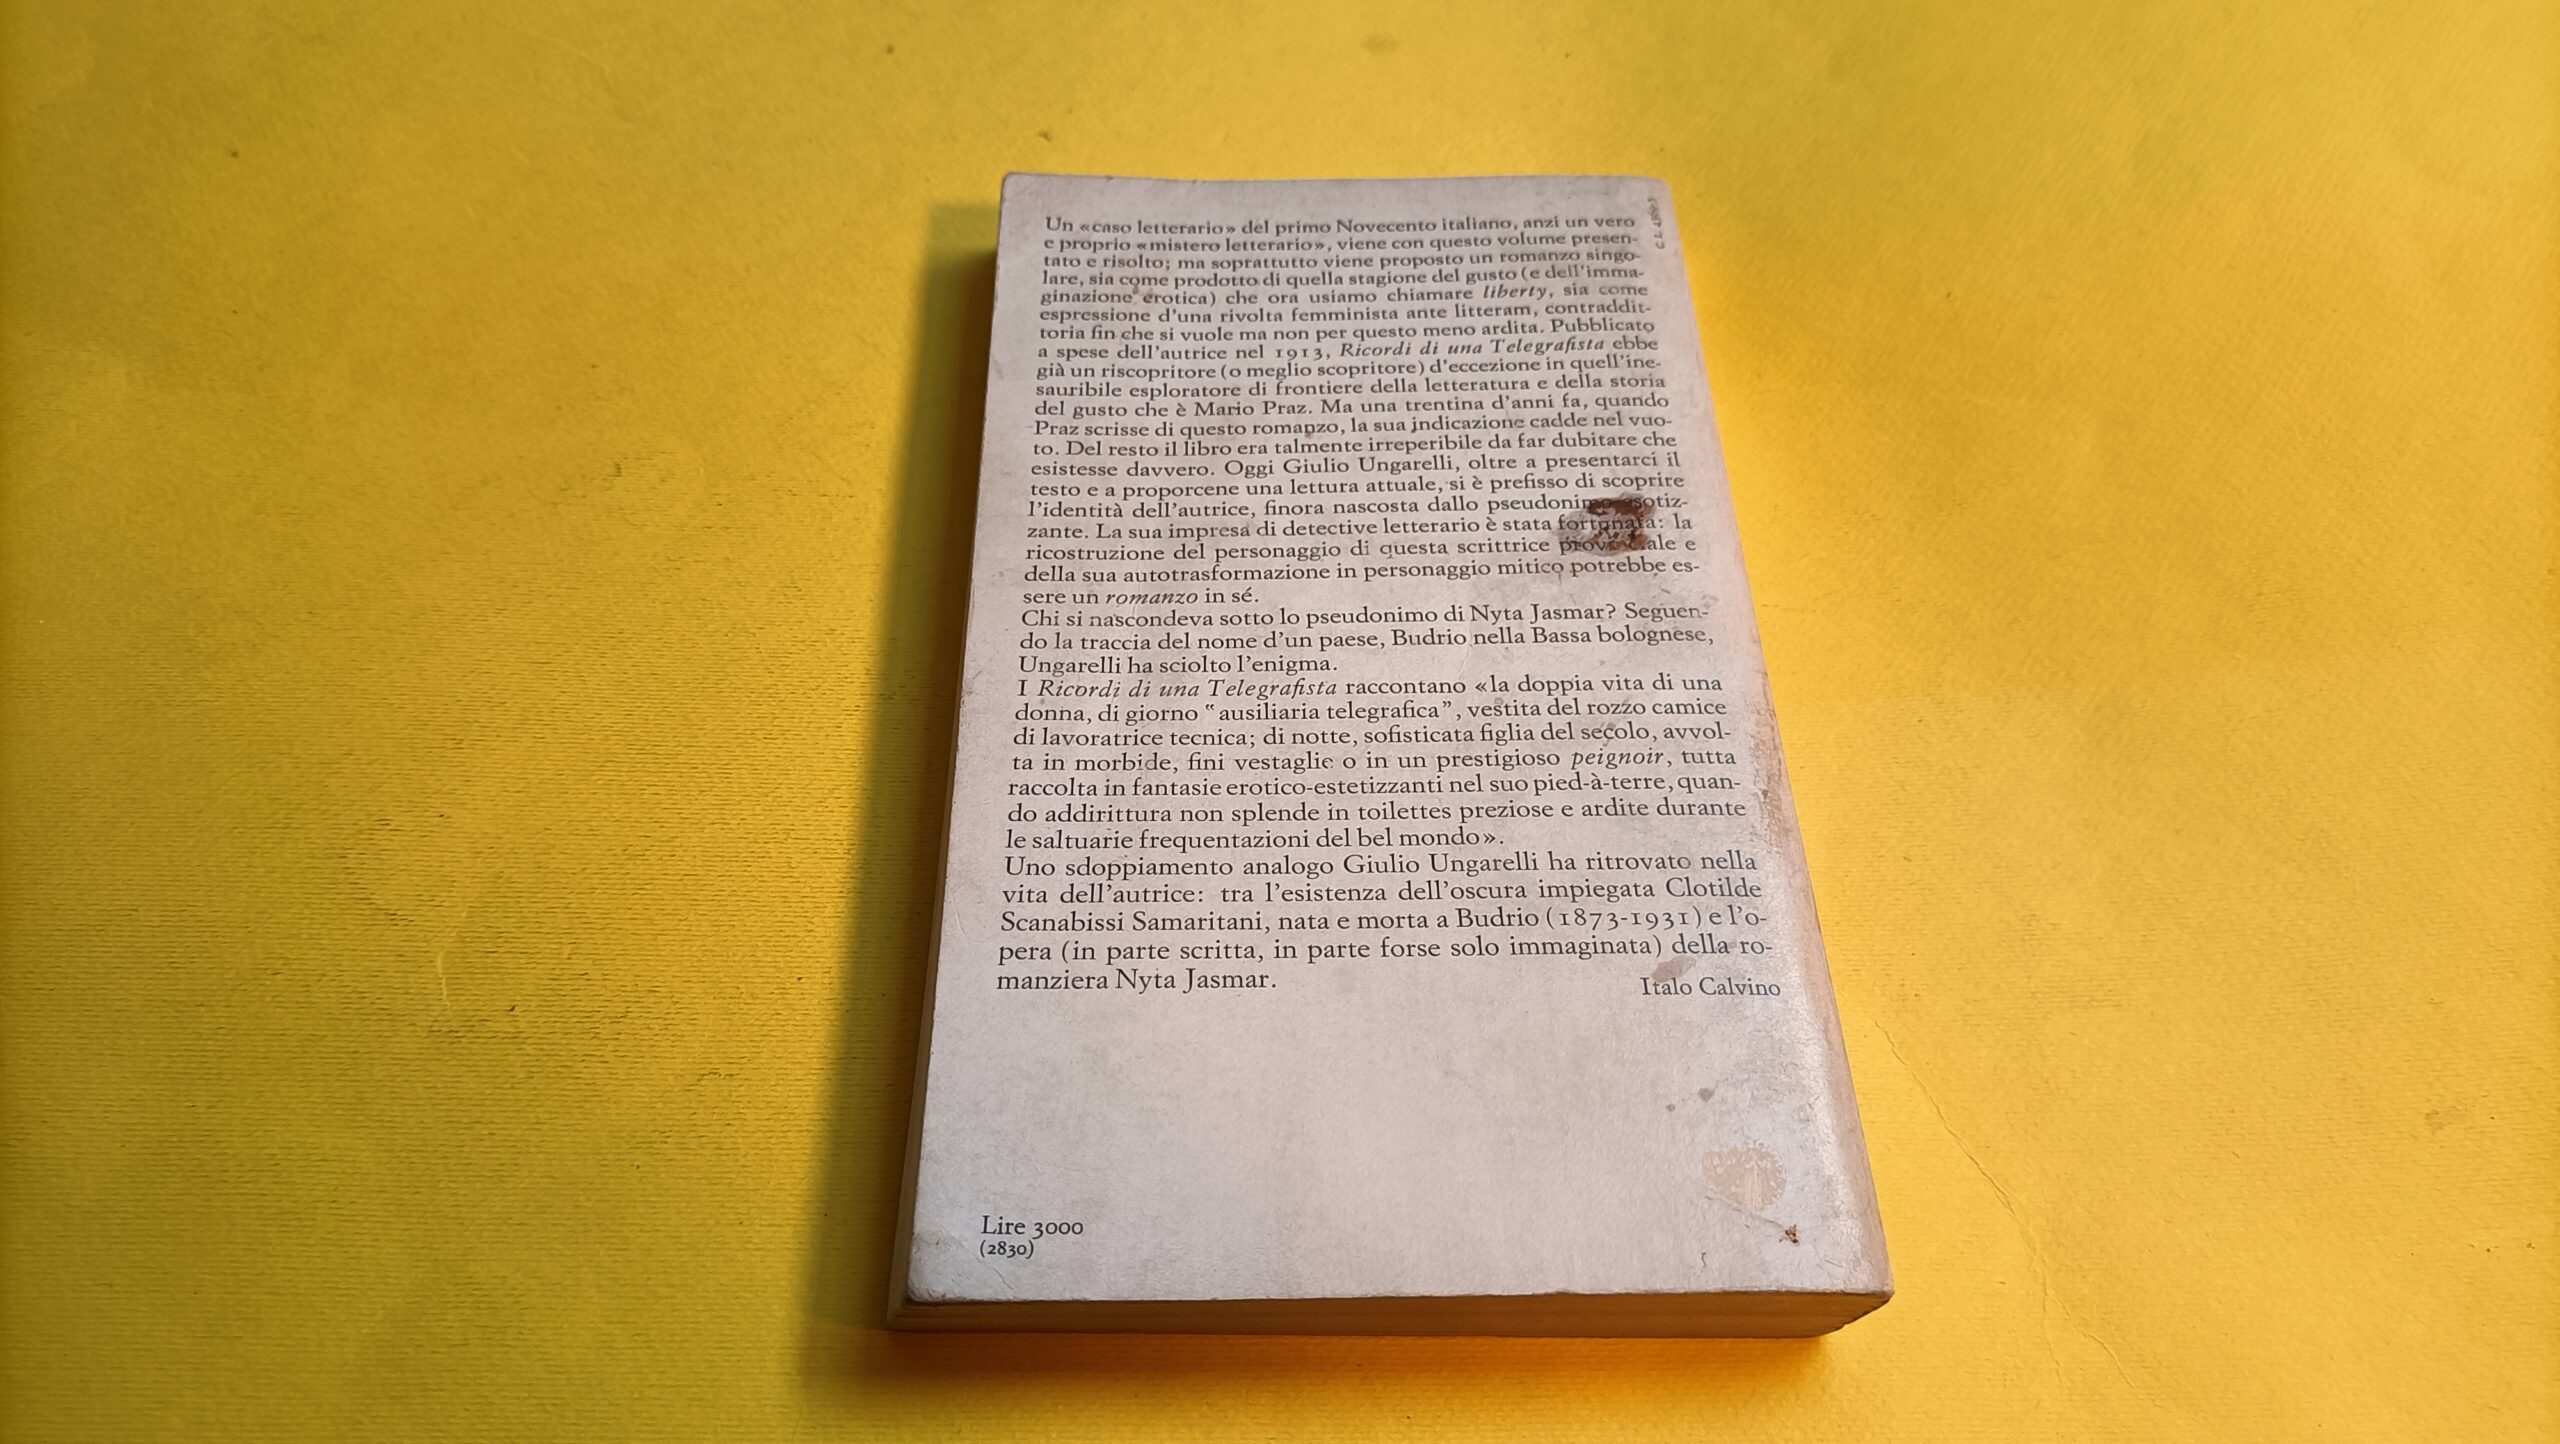 Un «caso letterario» del primo Novecento italiano, anzi un vero
e proprio «mistero letterario», viene con questo volume presen-
tato e risolto; ma soprattutto viene proposto un romanzo singo-
lare, sia come prodotto di quella stagione del gusto (e dell'imma-
ginazione erotica) che ora usiamo chiamare liberty, sia come
espressione d'una rivolta femminista ante litteram, contraddit-
toria fin che si vuole ma non per questo meno ardita. Pubblicato
a spese dell'autrice nel 1913, Ricordi di una Telegrafista ebbe
già un riscopritore (o meglio scopritore) d'eccezione in quell'ine-
sauribile esploratore di frontiere della letteratura e della storia
del gusto che è Mario Praz. Ma una trentina d'anni fa, quando
Praz scrisse di questo romanzo, la sua indicazione cadde nel vuo-
to. Del resto il libro era talmente irreperibile da far dubitare che
esistesse davvero. Oggi Giulio Ungarelli, oltre a presentarci il
testo e a proporcene una lettura attuale, si è prefisso di scoprire
l'identità dell'autrice, finora nascosta dallo pseudonimo esotiz-
zante. La sua impresa di detective letterario è stata fortunata: la
ricostruzione del personaggio di questa scrittrice provinciale e
della sua autotrasformazione in personaggio mitico potrebbe es-
sere un romanzo in sé.
Chi si nascondeva sotto lo pseudonimo di Nyta Jasmar? Seguen-
do la traccia del nome d'un paese, Budrio nella Bassa bolognese,
Ungarelli ha sciolto l'enigma.
I Ricordi di una Telegrafista raccontano «la doppia vita di una
donna, di giorno "ausiliaria telegrafica", vestita del rozzo camice
di lavoratrice tecnica; di notte, sofisticata figlia del secolo, avvol-
ta in morbide, fini vestaglie o in un prestigioso peignoir, tutta
raccolta in fantasie erotico-estetizzanti nel suo pied-à-terre, quan-
do addirittura non splende in toilettes preziose e ardite durante
le saltuarie frequentazioni del bel mondo».
Uno sdoppiamento analogo Giulio Ungarelli ha ritrovato nella
vita dell'autrice: tra l'esistenza dell'oscura impiegata Clotilde
Scanabissi Samaritani, nata e morta a Budrio (1873-1931) e l'o-
pera (in parte scritta, in parte forse solo immaginata) della ro-
manziera Nyta Jasmar.
Italo Calvino
Lire 3000
(2830)